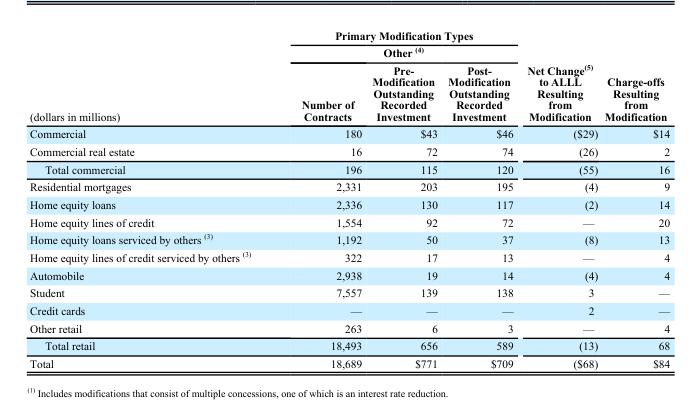 Primary Modification Types
Other (4)
(dollars in millions) Number of Contracts Pre-Modification Outstanding Recorded Investment Post-Modification Outstanding Recorded Investment Net Change(5) to ALLL Resulting from Modification Charge-offs Resulting from Modification
Commercial 180 $43 $46 ($29) $14
Commercial real estate 16 72 74 (26) 2
Total commercial 196 115 120 (55) 16
Residential mortgages 2,331 203 195 (4) 9
Home equity loans 2,336 130 117 (2) 14
Home equity lines of credit 1,554 92 72 — 20
Home equity loans serviced by others (3) 1,192 50 37 (8) 13
Home equity lines of credit serviced by others (3) 322 17 13 — 4
Automobile 2,938 19 14 (4) 4
Student 7,557 139 138 3 —
Credit cards — — — 2 —
Other retail 263 6 3 — 4
Total retail 18,493 656 589 (13) 68
Total 18,689 $771 $709 ($68) $84
(1) Includes modifications that consist of multiple concessions, one of which is an interest rate reduction.